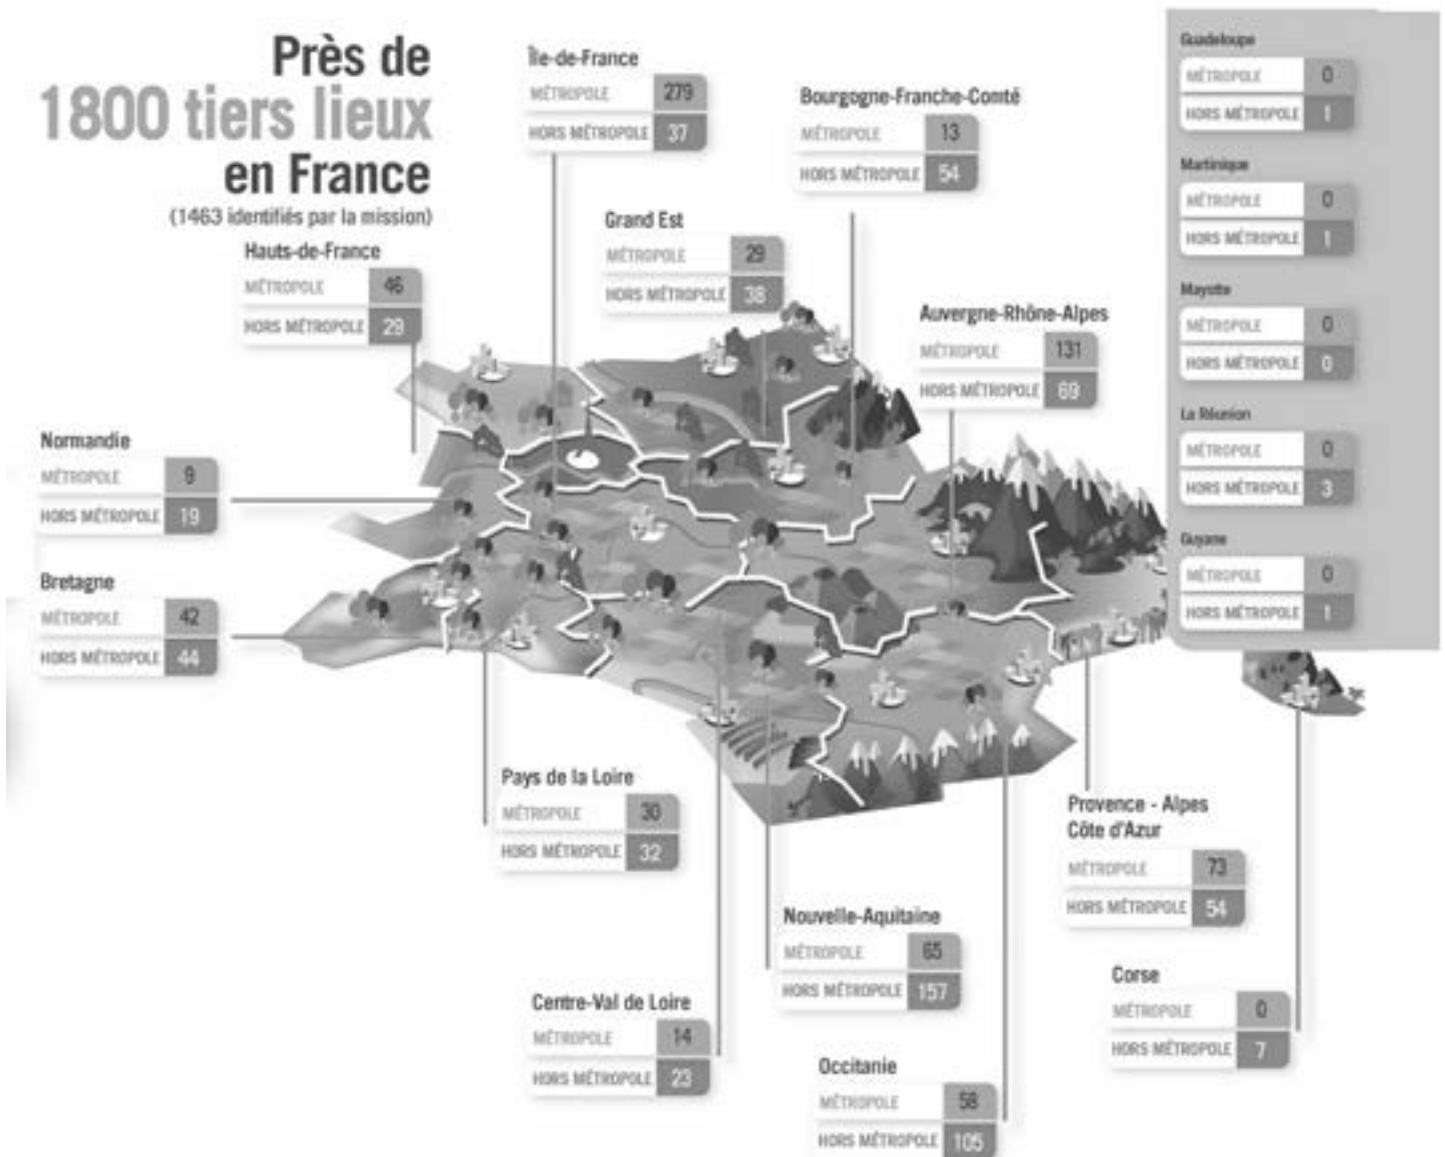 Près de
1800 tiers lieux
en France
(1463 identifiés par la mission)
Île-de-France
MÉTROPOLE 279
HORS MÉTROPOLE 37
Bourgogne-Franche-Comté
MÉTROPOLE 13
HORS MÉTROPOLE 54
Grand Est
MÉTROPOLE 29
HORS MÉTROPOLE 38
Hauts-de-France
MÉTROPOLE 46
HORS MÉTROPOLE 29
Auvergne-Rhône-Alpes
MÉTROPOLE 131
HORS MÉTROPOLE 69
Normandie
MÉTROPOLE 9
HORS MÉTROPOLE 19
Bretagne
MÉTROPOLE 42
HORS MÉTROPOLE 44
Pays de la Loire
MÉTROPOLE 30
HORS MÉTROPOLE 32
Provence - Alpes
Côte d'Azur
MÉTROPOLE 73
HORS MÉTROPOLE 54
Nouvelle-Aquitaine
MÉTROPOLE 65
HORS MÉTROPOLE 157
Centre-Val de Loire
MÉTROPOLE 14
HORS MÉTROPOLE 23
Corse
MÉTROPOLE 0
HORS MÉTROPOLE 7
Occitanie
MÉTROPOLE 58
HORS MÉTROPOLE 105
Guadeloupe
MÉTROPOLE 0
HORS MÉTROPOLE 1
Martinique
MÉTROPOLE 0
HORS MÉTROPOLE 1
Mayotte
MÉTROPOLE 0
HORS MÉTROPOLE 0
La Réunion
MÉTROPOLE 0
HORS MÉTROPOLE 3
Guyane
MÉTROPOLE 0
HORS MÉTROPOLE 1